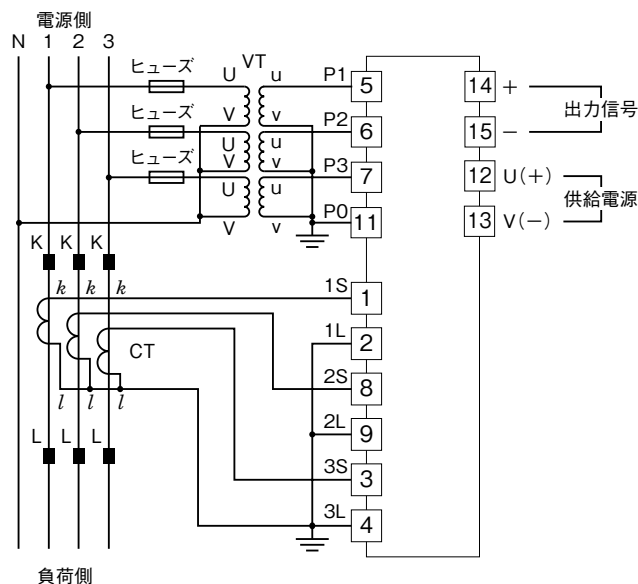 電源側
N 1 2 3
ヒューズ U VT u P1 5 14 +
出力信号
V v
ヒューズ U u P2 6 15 −
V v
ヒューズ U u P3 7 12 U(+)
供給電源
V v P0 11 13 V(−)
K K K
k k k
1S 1
1L 2
CT
2S 8
l l l
2L 9
L L L
3S 3
3L 4
負荷側